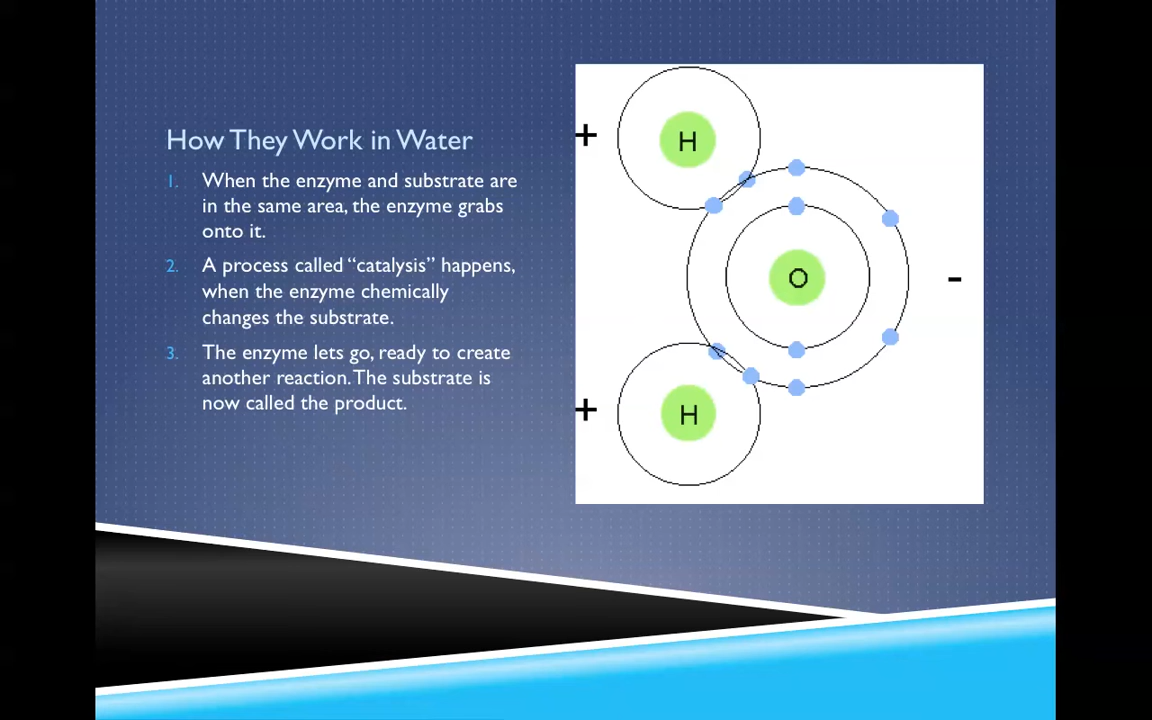 How They Work in Water
1. When the enzyme and substrate are
in the same area, the enzyme grabs
onto it.
2. A process called “catalysis” happens,
when the enzyme chemically
changes the substrate.
3. The enzyme lets go, ready to create
another reaction. The substrate is
now called the product.
+
H
O
-
+
H